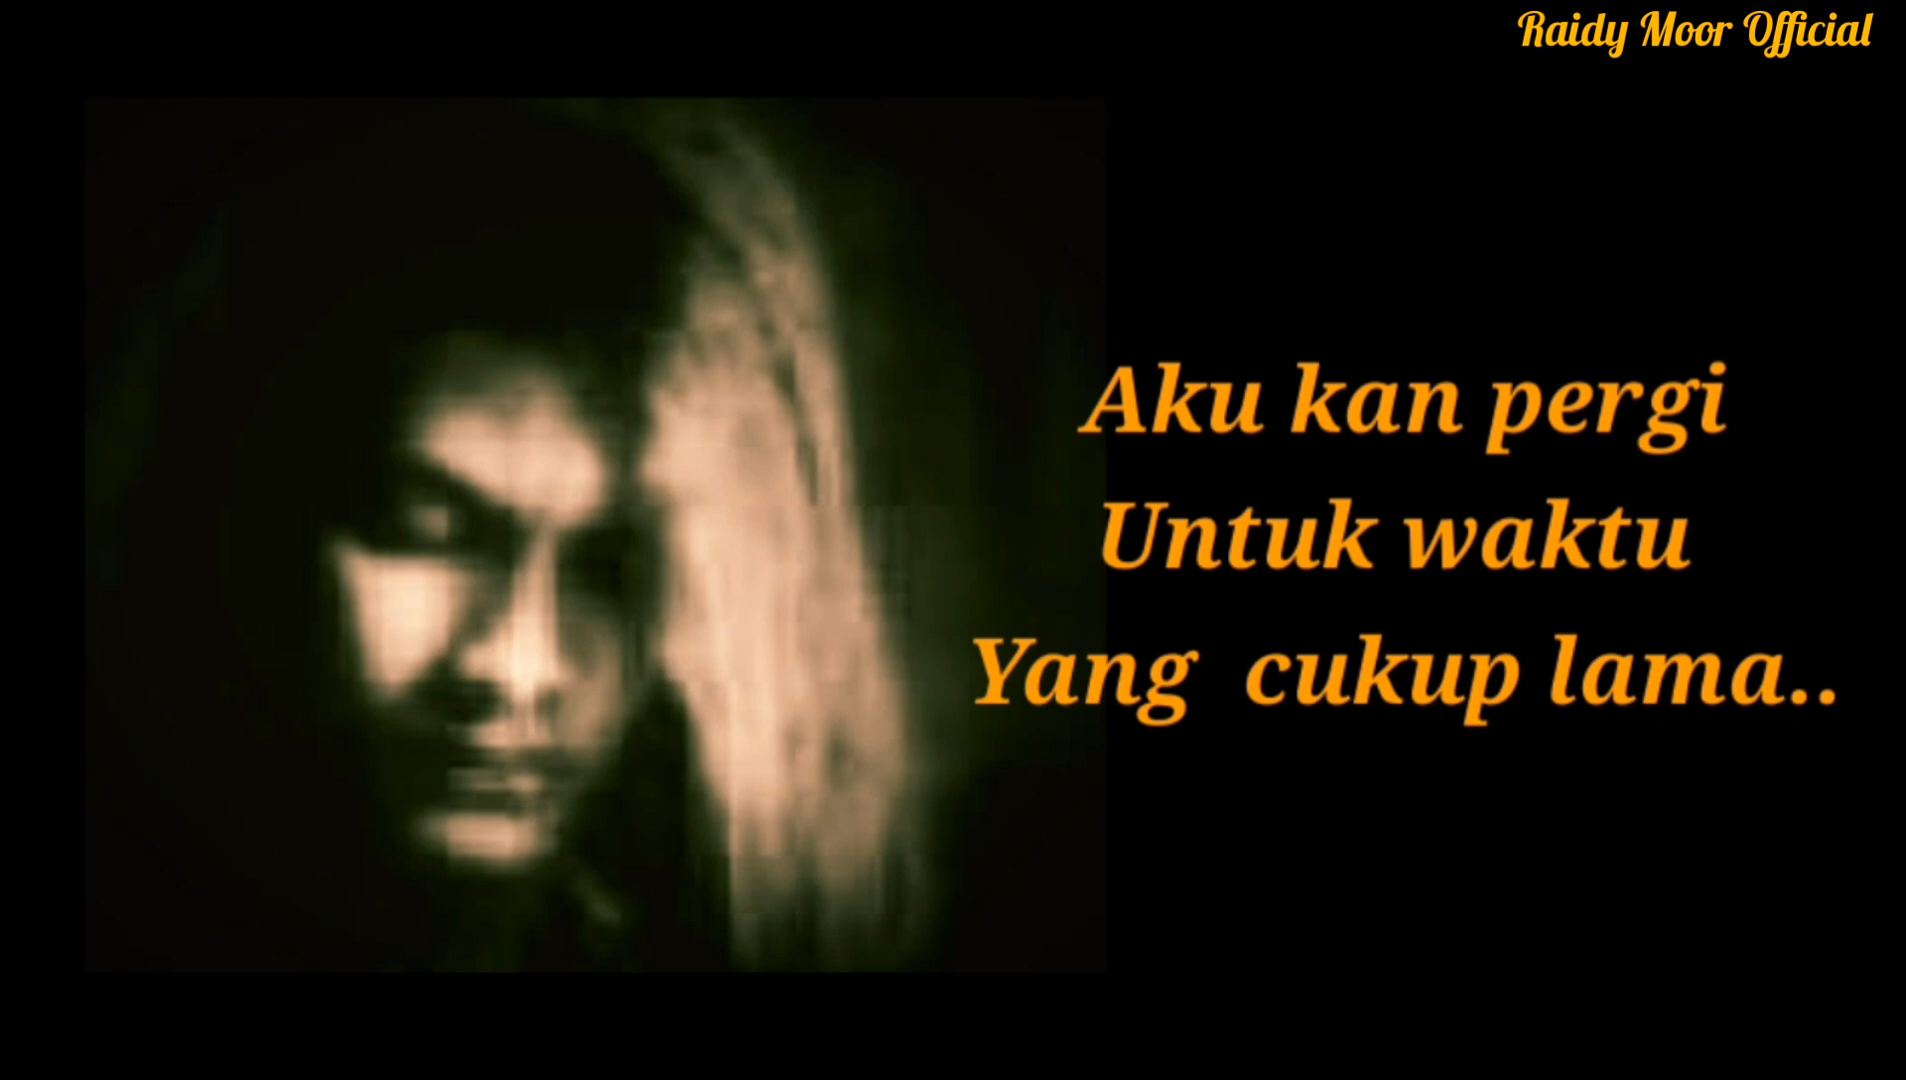 Raidy Moor Official
Aku kan pergi
Untuk waktu
Yang cukup lama..